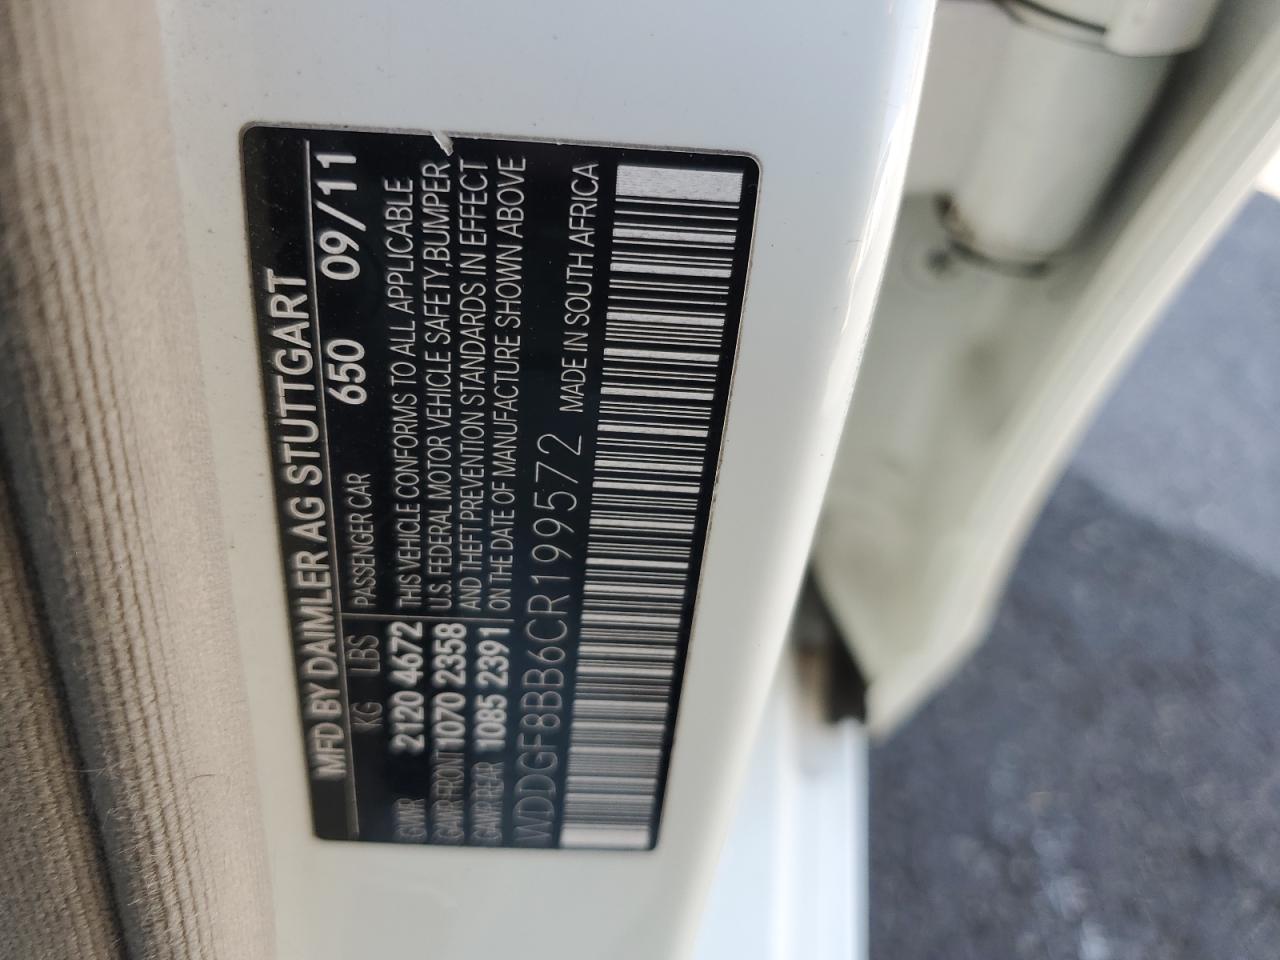 MFD BY DAIMLER AG STUTTGART
650 09/11
KG LBS PASSENGER CAR
GVWR 2120 4672 THIS VEHICLE CONFORMS TO ALL APPLICABLE
GAWR FRONT 1070 2358 U.S. FEDERAL MOTOR VEHICLE SAFETY,BUMPER,
GAWR REAR 1085 2391 AND THEFT PREVENTION STANDARDS IN EFFECT
ON THE DATE OF MANUFACTURE SHOWN ABOVE
WDDGF8BB6CR199572 MADE IN SOUTH AFRICA